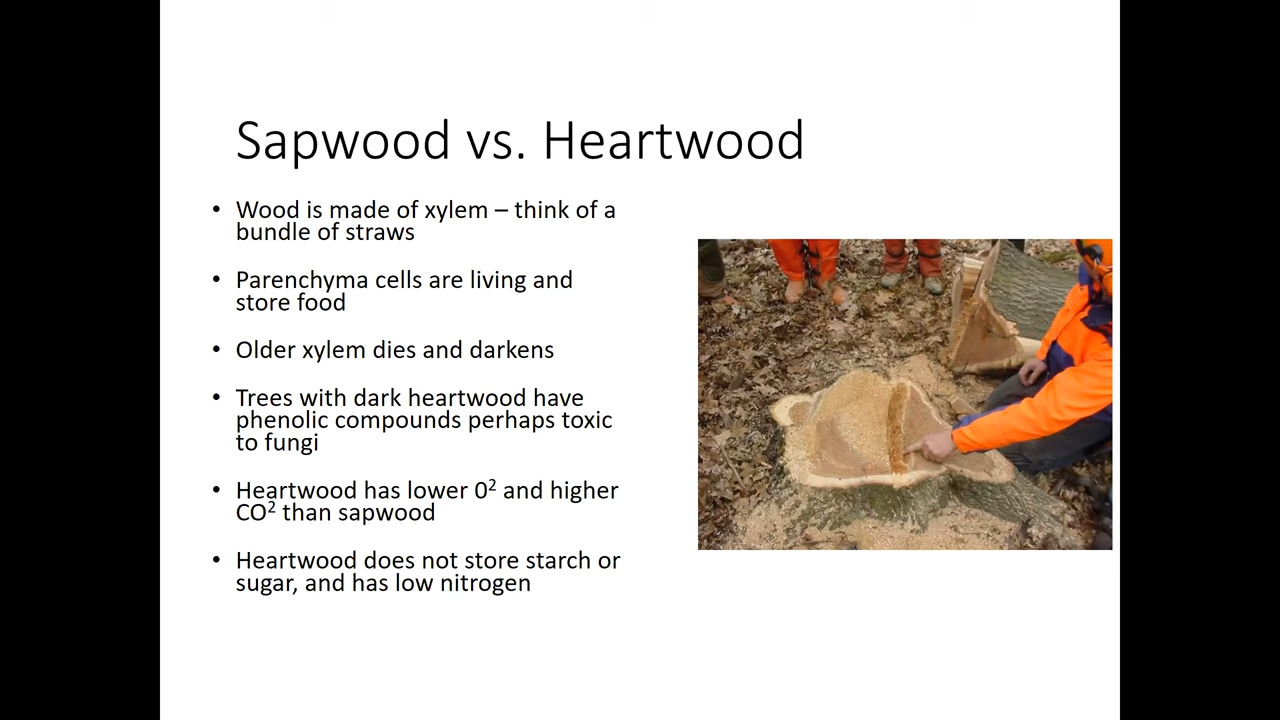 Sapwood vs. Heartwood
• Wood is made of xylem – think of a
bundle of straws
• Parenchyma cells are living and
store food
• Older xylem dies and darkens
• Trees with dark heartwood have
phenolic compounds perhaps toxic
to fungi
• Heartwood has lower 0² and higher
CO² than sapwood
• Heartwood does not store starch or
sugar, and has low nitrogen